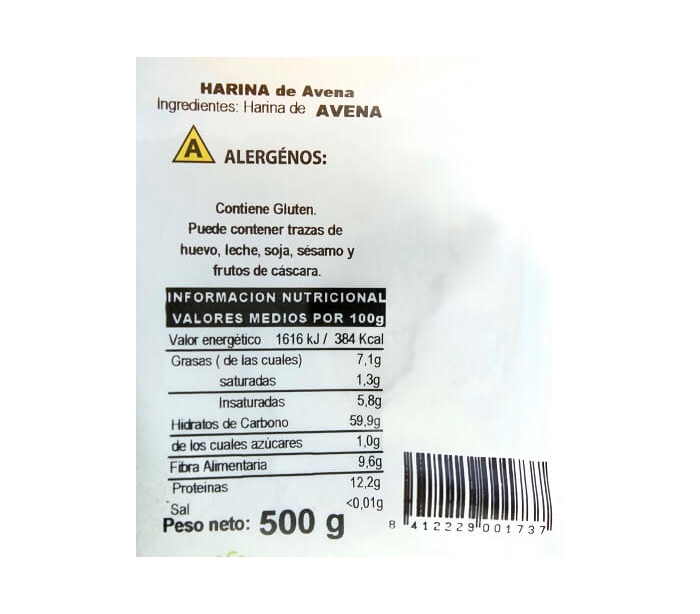 HARINA de Avena
Ingredientes: Harina de AVENA
A ALERGÉNOS:
Contiene Gluten.
Puede contener trazas de
huevo, leche, soja, sésamo y
frutos de cáscara.
INFORMACION NUTRICIONAL
VALORES MEDIOS POR 100g
Valor energético 1616 kJ / 384 Kcal
Grasas ( de las cuales) 7,1g
saturadas 1,3g
Insaturadas 5,8g
Hidratos de Carbono 59,9g
de los cuales azúcares 1,0g
Fibra Alimentaria 9,6g
Proteinas 12,2g
Sal <0,01g
Peso neto: 500 g
8 412229 001737